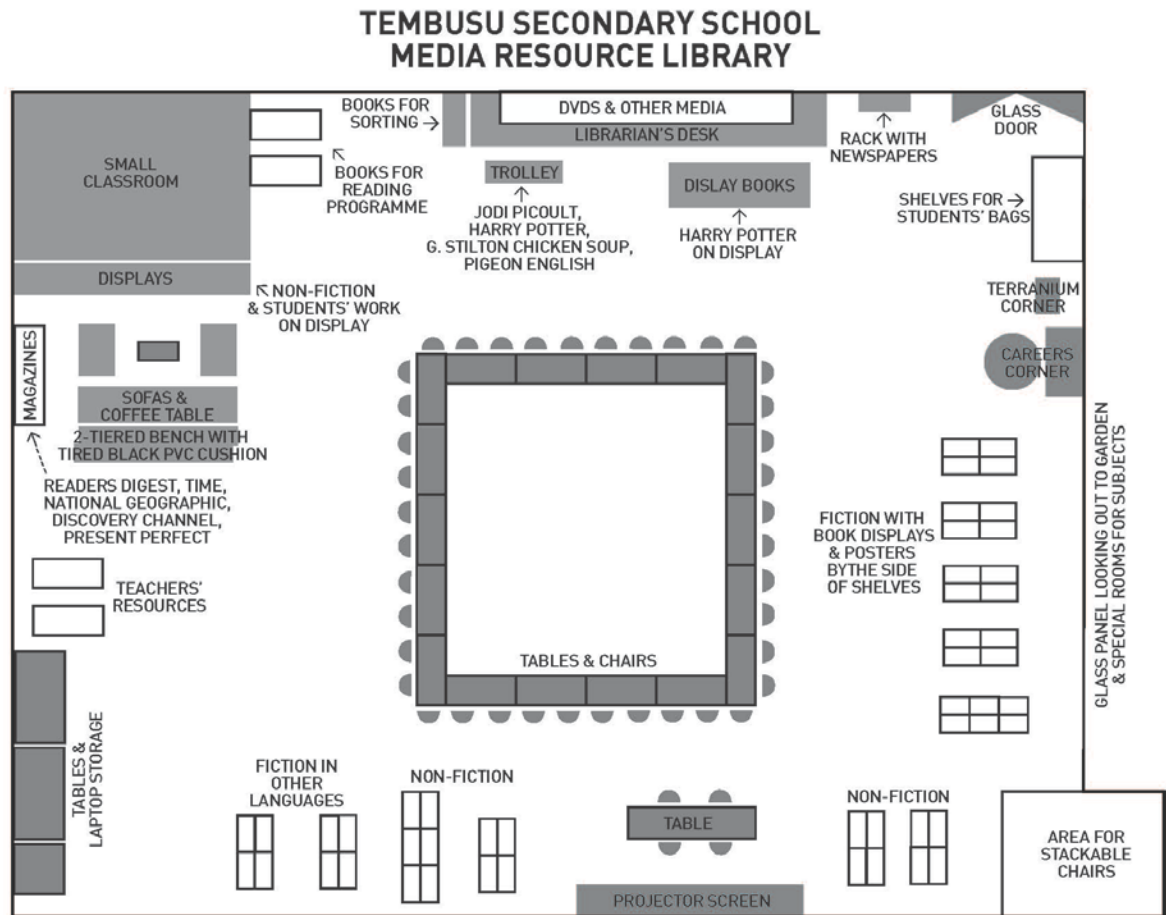 TEMBUSU SECONDARY SCHOOL
MEDIA RESOURCE LIBRARY
SMALL
CLASSROOM
BOOKS FOR
SORTING →
↖
BOOKS FOR
READING
PROGRAMME
DVDS & OTHER MEDIA
LIBRARIAN'S DESK
↑
RACK WITH
NEWSPAPERS
GLASS
DOOR
TROLLEY
↑
JODI PICOULT,
HARRY POTTER,
G. STILTON CHICKEN SOUP,
PIGEON ENGLISH
DISLAY BOOKS
↑
HARRY POTTER
ON DISPLAY
SHELVES FOR →
STUDENTS' BAGS
DISPLAYS
↖ NON-FICTION
& STUDENTS' WORK
ON DISPLAY
TERRANIUM
CORNER
CAREERS
CORNER
MAGAZINES
SOFAS &
COFFEE TABLE
2-TIERED BENCH WITH
TIRED BLACK PVC CUSHION
READERS DIGEST, TIME,
NATIONAL GEOGRAPHIC,
DISCOVERY CHANNEL,
PRESENT PERFECT
TEACHERS'
RESOURCES
TABLES & CHAIRS
FICTION WITH
BOOK DISPLAYS
& POSTERS
BYTHE SIDE
OF SHELVES
GLASS PANEL LOOKING OUT TO GARDEN
& SPECIAL ROOMS FOR SUBJECTS
TABLES &
LAPTOP STORAGE
FICTION IN
OTHER
LANGUAGES
NON-FICTION
TABLE
PROJECTOR SCREEN
NON-FICTION
AREA FOR
STACKABLE
CHAIRS